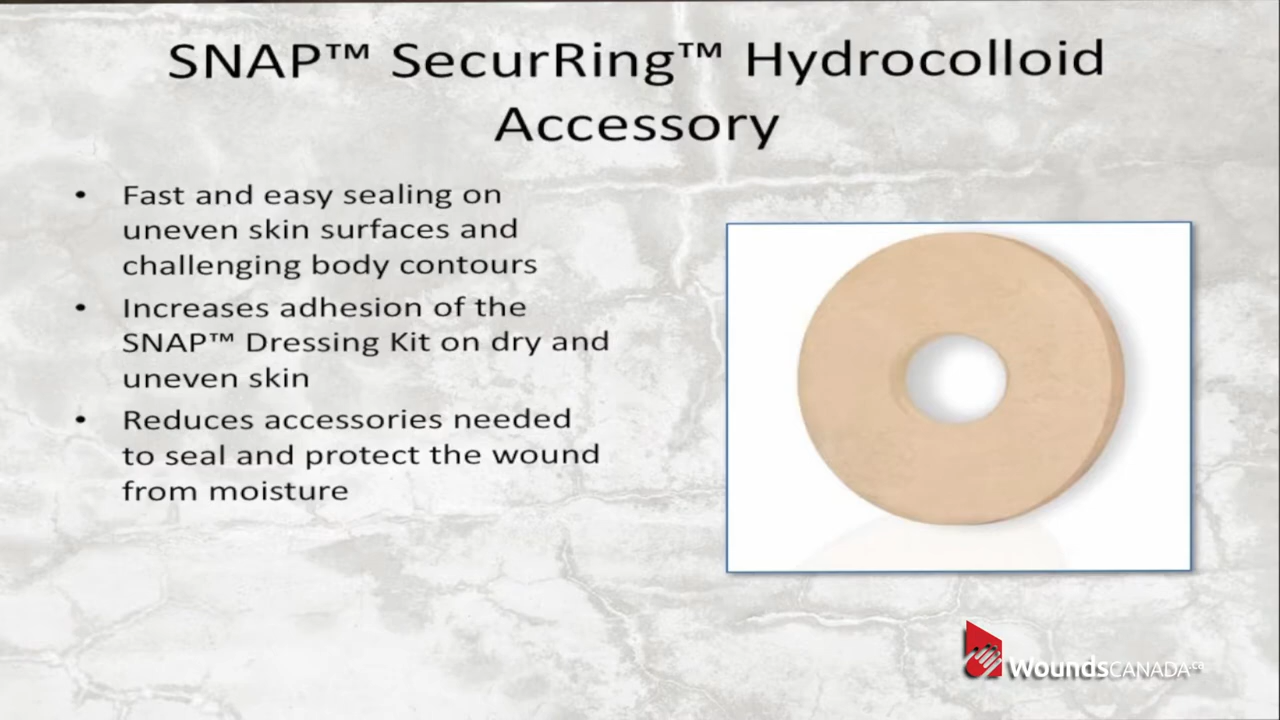 SNAP™ SecurRing™ Hydrocolloid
Accessory
• Fast and easy sealing on
uneven skin surfaces and
challenging body contours
• Increases adhesion of the
SNAP™ Dressing Kit on dry and
uneven skin
• Reduces accessories needed
to seal and protect the wound
from moisture
WoundsCANADA.ca